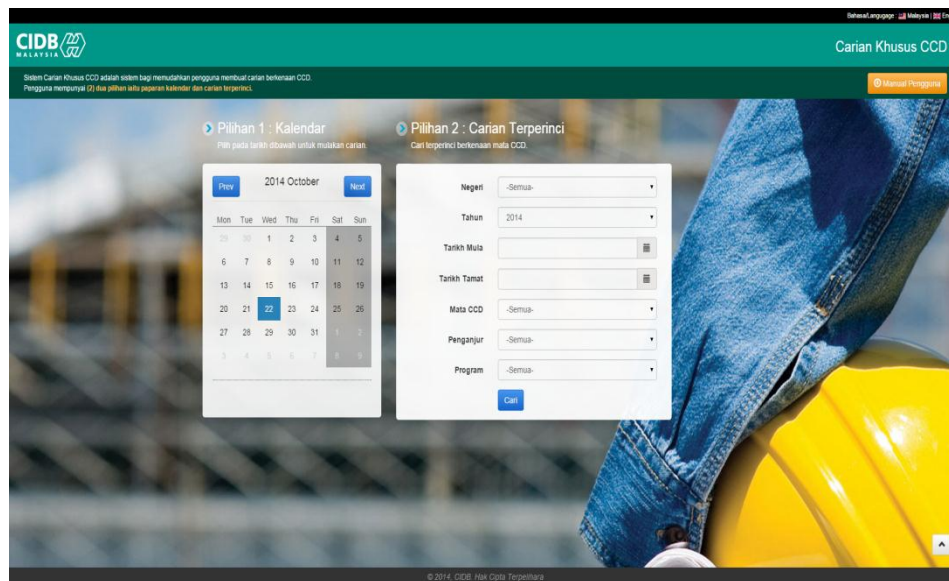 Bahasa/Langugage : Malaysia | En
CIDB
MALAYSIA
Carian Khusus CCD
Sistem Carian Khusus CCD adalah sistem bagi memudahkan pengguna membuat carian berkenaan CCD.
Pengguna mempunyai (2) dua pilihan iaitu paparan kalendar dan carian terperinci.
Manual Pengguna
Pilihan 1 : Kalendar
Pilih pada tarikh dibawah untuk mulakan carian.
Prev 2014 October Next
Mon Tue Wed Thu Fri Sat Sun
29 30 1 2 3 4 5
6 7 8 9 10 11 12
13 14 15 16 17 18 19
20 21 22 23 24 25 26
27 28 29 30 31 1 2
3 4 5 6 7 8 9
Pilihan 2 : Carian Terperinci
Cari terperinci berkenaan mata CCD.
Negeri -Semua-
Tahun 2014
Tarikh Mula
Tarikh Tamat
Mata CCD -Semua-
Penganjur -Semua-
Program -Semua-
Cari
© 2014, CIDB. Hak Cipta Terpelihara